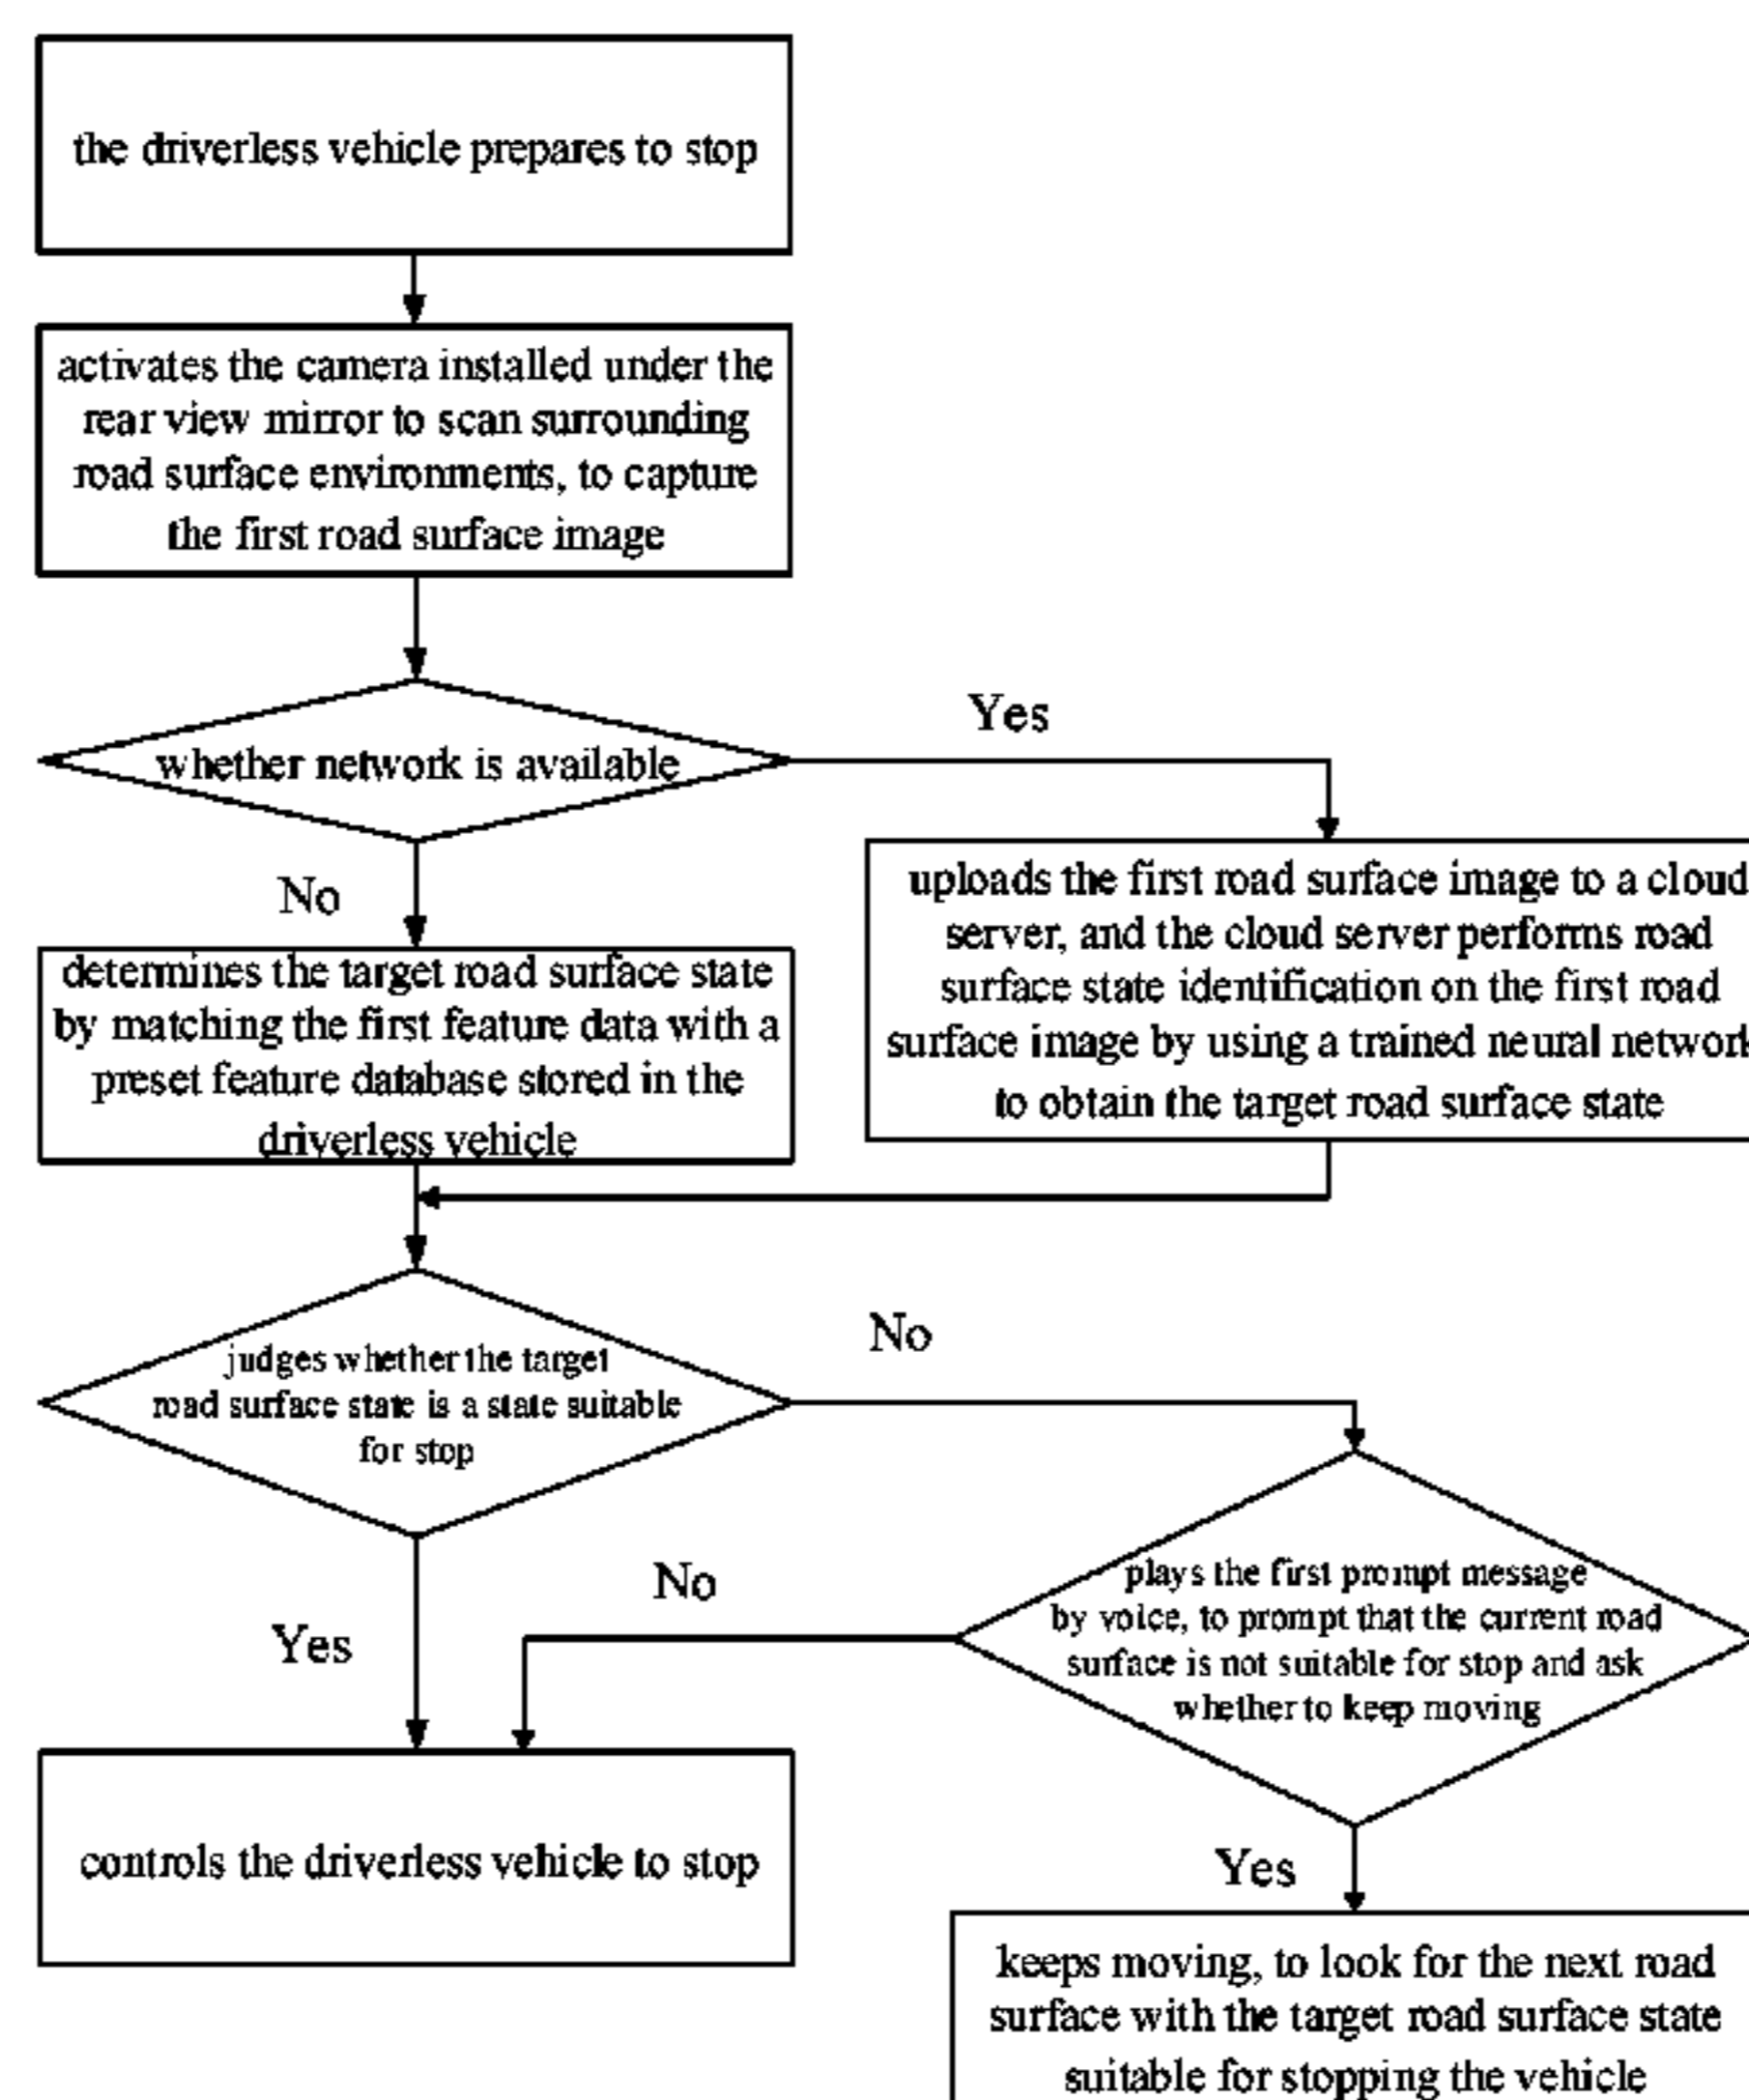 the driverless vehicle prepares to stop
activates the camera installed under the
rear view mirror to scan surrounding
road surface environments, to capture
the first road surface image
whether network is available
Yes
No
uploads the first road surface image to a cloud
server, and the cloud server performs road
surface state identification on the first road
surface image by using a trained neural network
to obtain the target road surface state
determines the target road surface state
by matching the first feature data with a
preset feature database stored in the
driverless vehicle
judges whether the target
road surface state is a state suitable
for stop
No
Yes
plays the first prompt message
by voice, to prompt that the current road
surface is not suitable for stop and ask
whether to keep moving
No
Yes
controls the driverless vehicle to stop
keeps moving, to look for the next road
surface with the target road surface state
suitable for stopping the vehicle